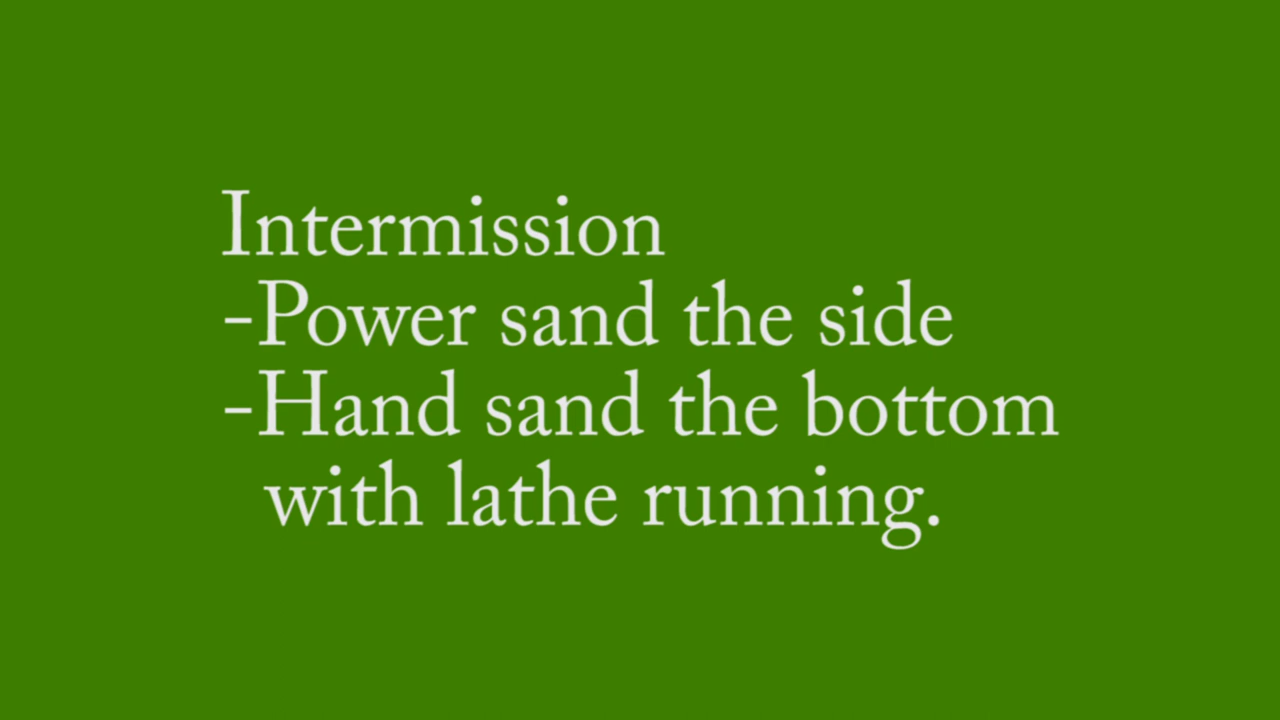 Intermission
-Power sand the side
-Hand sand the bottom
with lathe running.